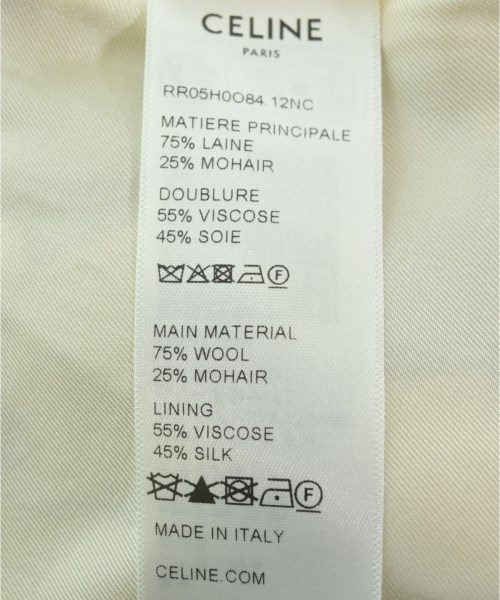 CELINE
PARIS
RR05H0O84.12NC
MATIERE PRINCIPALE
75% LAINE
25% MOHAIR
DOUBLURE
55% VISCOSE
45% SOIE
F
MAIN MATERIAL
75% WOOL
25% MOHAIR
LINING
55% VISCOSE
45% SILK
F
MADE IN ITALY
CELINE.COM